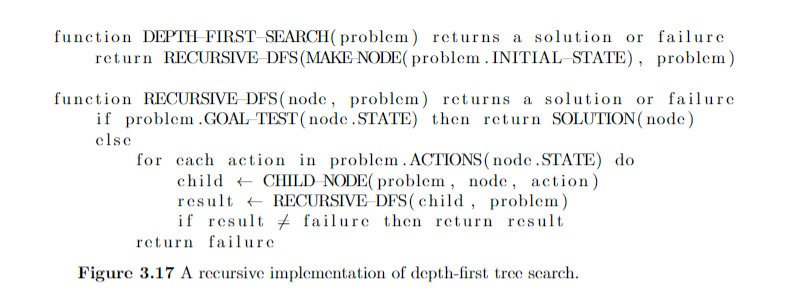 function DEPTH-FIRST-SEARCH(problem) returns a solution or failure
return RECURSIVE-DFS(MAKE-NODE(problem.INITIAL-STATE), problem)
function RECURSIVE-DFS(node, problem) returns a solution or failure
if problem.GOAL-TEST(node.STATE) then return SOLUTION(node)
else
for each action in problem.ACTIONS(node.STATE) do
child ← CHILD-NODE(problem, node, action)
result ← RECURSIVE-DFS(child, problem)
if result ≠ failure then return result
return failure
Figure 3.17 A recursive implementation of depth-first tree search.